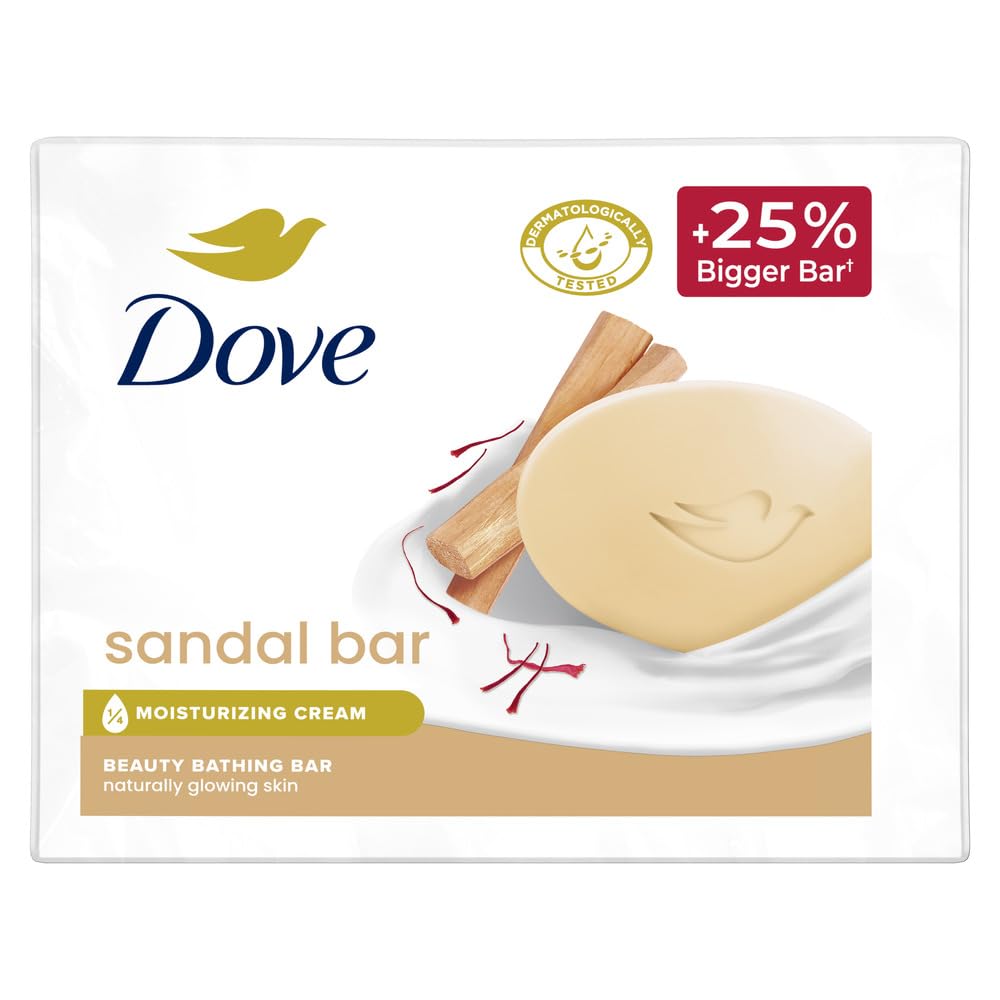 Dove
DERMATOLOGICALLY
TESTED
+25%
Bigger Bar†
sandal bar
1/4 MOISTURIZING CREAM
BEAUTY BATHING BAR
naturally glowing skin